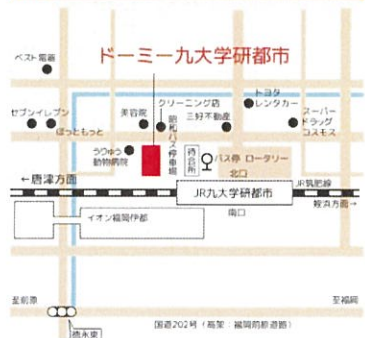 ドーミー九大学研都市
ベスト電器
トヨタ
レンタカー
クリーニング店
セブンイレブン
美容院
スーパー
ドラッグ
コスモス
三好不動産
ほっともっと
昭和バス停車場
うりゅう
動物病院
待合所
バス停 ロータリー
北口
←唐津方面
JR九大学研都市
JR筑肥線
姪浜方面→
南口
イオン福岡伊都
至前原
至福岡
国道202号(高架:福岡前原道路)
徳永東